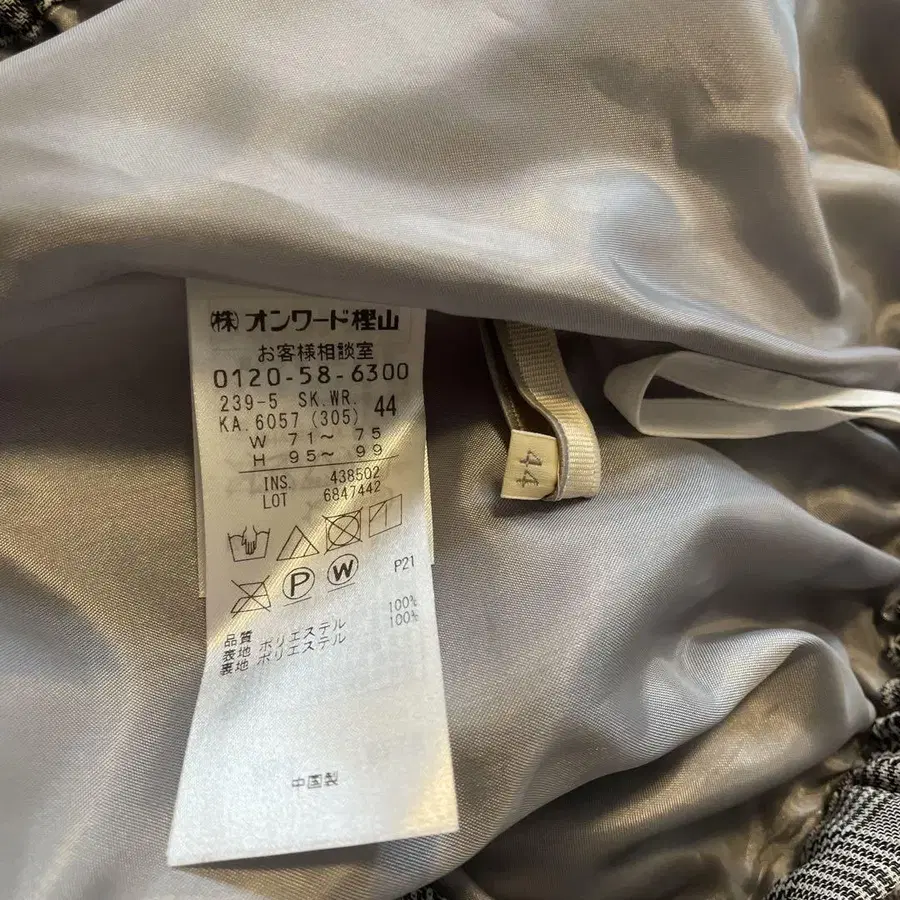 ㈱オンワード樫山
お客様相談室
0120-58-6300
239-5 SK.WR.
KA.6057 (305) 44
W 71～ 75
H 95～ 99
INS. 438502
LOT 6847442
P W P21
品質
表地 ポリエステル 100%
裏地 ポリエステル 100%
中国製
44